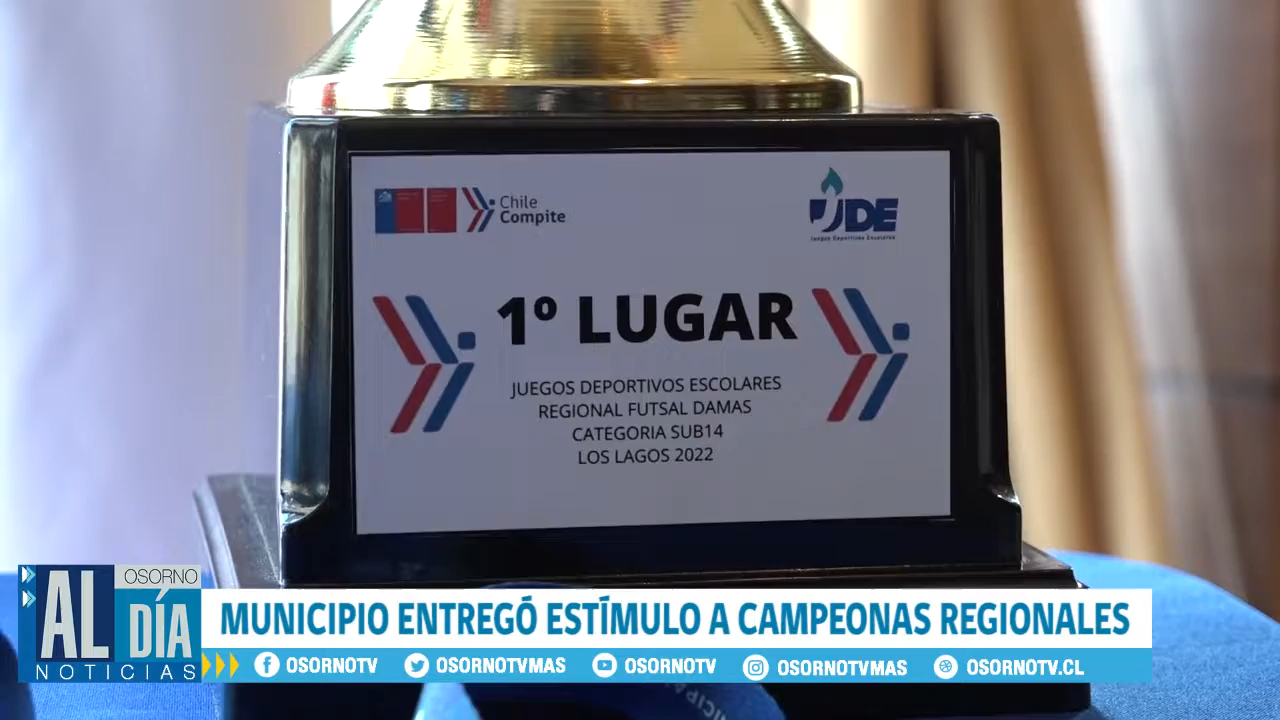 Chile
Compite
JDE
Juegos Deportivos Escolares
1º LUGAR
JUEGOS DEPORTIVOS ESCOLARES
REGIONAL FUTSAL DAMAS
CATEGORIA SUB14
LOS LAGOS 2022
AL DÍA
OSORNO
NOTICIAS
MUNICIPIO ENTREGÓ ESTÍMULO A CAMPEONAS REGIONALES
OSORNOTV OSORNOTVMAS OSORNOTV OSORNOTVMAS OSORNOTV.CL